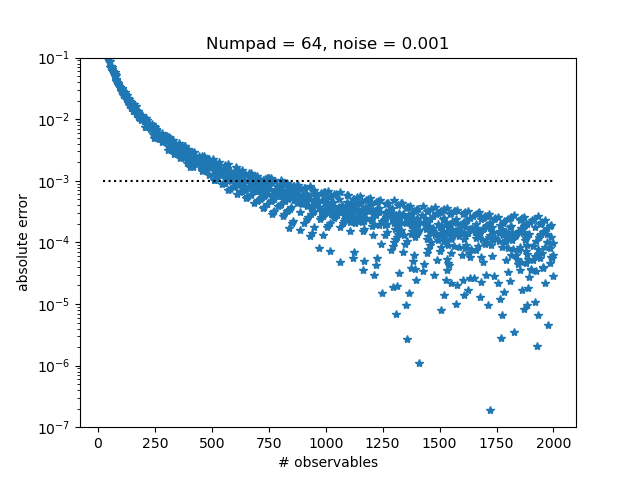 Numpad = 64, noise = 0.001
10⁻¹
10⁻²
10⁻³
10⁻⁴
10⁻⁵
10⁻⁶
10⁻⁷
absolute error
0 250 500 750 1000 1250 1500 1750 2000
# observables